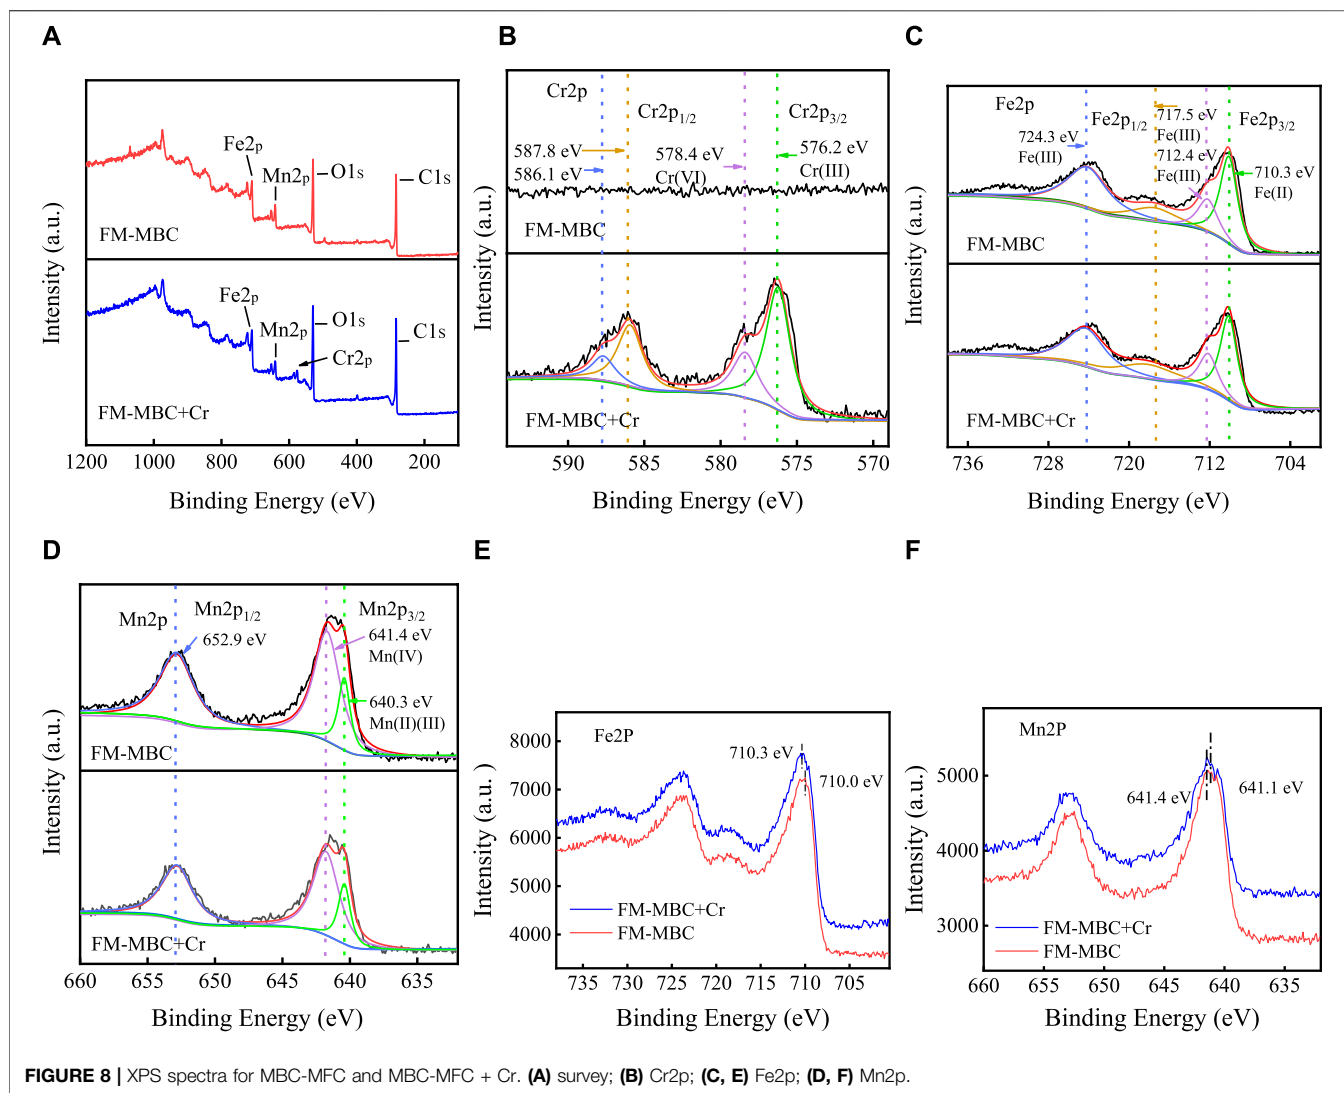 A
Intensity (a.u.)
Fe2p
Mn2p
O1s
C1s
FM-MBC
Fe2p
Mn2p
Cr2p
O1s
C1s
FM-MBC+Cr
1200 1000 800 600 400 200
Binding Energy (eV)
B
Intensity (a.u.)
Cr2p
Cr2p1/2
Cr2p3/2
587.8 eV
586.1 eV
578.4 eV
Cr(VI)
576.2 eV
Cr(III)
FM-MBC
FM-MBC+Cr
590 585 580 575 570
Binding Energy (eV)
C
Intensity (a.u.)
Fe2p
Fe2p1/2
Fe2p3/2
724.3 eV
Fe(III)
717.5 eV
Fe(III)
712.4 eV
Fe(III)
710.3 eV
Fe(II)
FM-MBC
FM-MBC+Cr
736 728 720 712 704
Binding Energy (eV)
D
Intensity (a.u.)
Mn2p
Mn2p1/2
652.9 eV
Mn2p3/2
641.4 eV
Mn(IV)
640.3 eV
Mn(II)(III)
FM-MBC
FM-MBC+Cr
660 655 650 645 640 635
Binding Energy (eV)
E
Intensity (a.u.)
8000
7000
6000
5000
4000
Fe2P
710.3 eV
710.0 eV
FM-MBC+Cr
FM-MBC
735 730 725 720 715 710 705
Binding Energy (eV)
F
Intensity (a.u.)
5000
4000
3000
Mn2P
641.4 eV
641.1 eV
FM-MBC+Cr
FM-MBC
660 655 650 645 640 635
Binding Energy (eV)
FIGURE 8 | XPS spectra for MBC-MFC and MBC-MFC + Cr. (A) survey; (B) Cr2p; (C, E) Fe2p; (D, F) Mn2p.